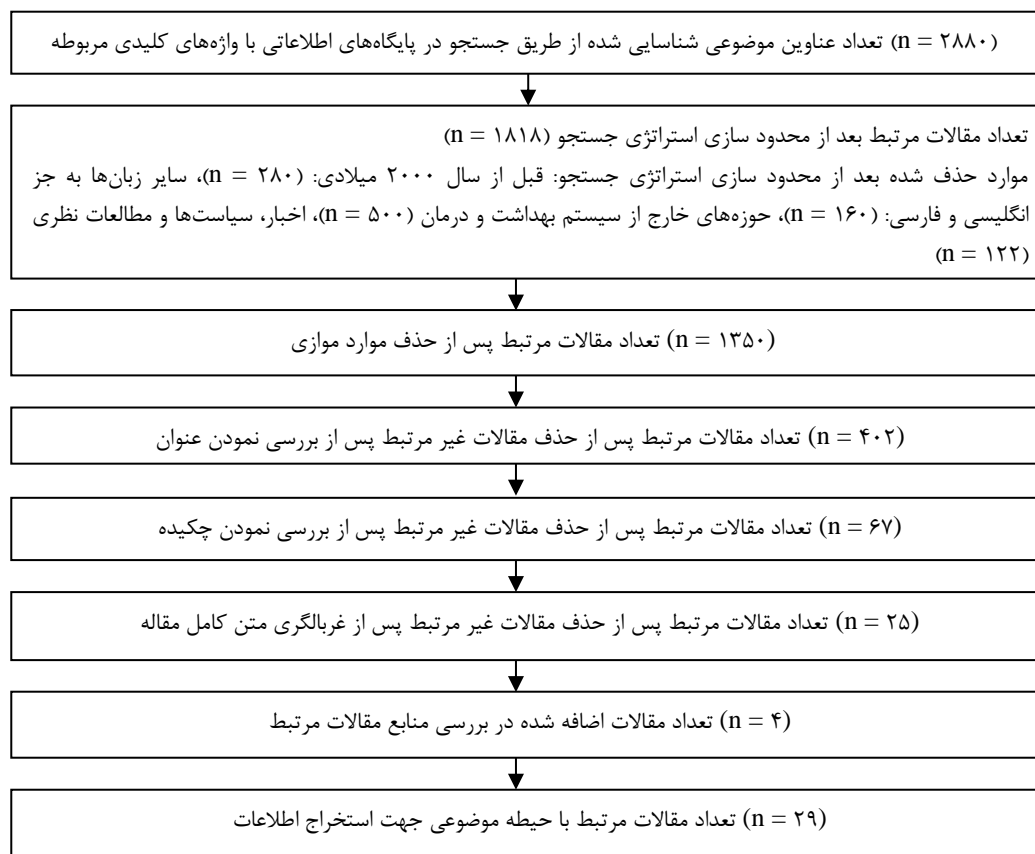 (n = ۲۸۸۰) تعداد عناوین موضوعی شناسایی شده از طریق جستجو در پایگاه‌های اطلاعاتی با واژه‌های کلیدی مربوطه
تعداد مقالات مرتبط بعد از محدود سازی استراتژی جستجو (n = ۱۸۱۸)
موارد حذف شده بعد از محدود سازی استراتژی جستجو: قبل از سال ۲۰۰۰ میلادی: (n = ۲۸۰)، سایر زبان‌ها به جز
انگلیسی و فارسی: (n = ۱۶۰)، حوزه‌های خارج از سیستم بهداشت و درمان (n = ۵۰۰)، اخبار، سیاست‌ها و مطالعات نظری
(n = ۱۲۲)
(n = ۱۳۵۰) تعداد مقالات مرتبط پس از حذف موارد موازی
(n = ۴۰۲) تعداد مقالات مرتبط پس از حذف مقالات غیر مرتبط پس از بررسی نمودن عنوان
(n = ۶۷) تعداد مقالات مرتبط پس از حذف مقالات غیر مرتبط پس از بررسی نمودن چکیده
(n = ۲۵) تعداد مقالات مرتبط پس از حذف مقالات غیر مرتبط پس از غربالگری متن کامل مقاله
(n = ۴) تعداد مقالات اضافه شده در بررسی منابع مقالات مرتبط
(n = ۲۹) تعداد مقالات مرتبط با حیطه موضوعی جهت استخراج اطلاعات